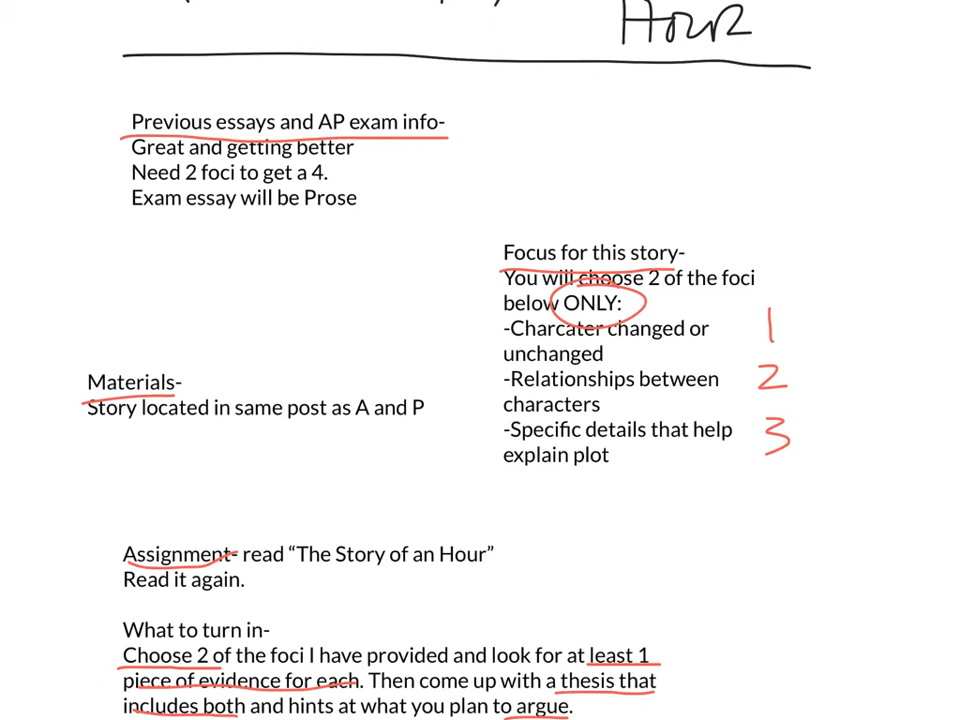 Hour
Previous essays and AP exam info-
Great and getting better
Need 2 foci to get a 4.
Exam essay will be Prose
Focus for this story-
You will choose 2 of the foci
below ONLY:
-Charcater changed or
unchanged
-Relationships between
characters
-Specific details that help
explain plot
1
2
3
Materials-
Story located in same post as A and P
Assignment- read “The Story of an Hour”
Read it again.
What to turn in-
Choose 2 of the foci I have provided and look for at least 1
piece of evidence for each. Then come up with a thesis that
includes both and hints at what you plan to argue.